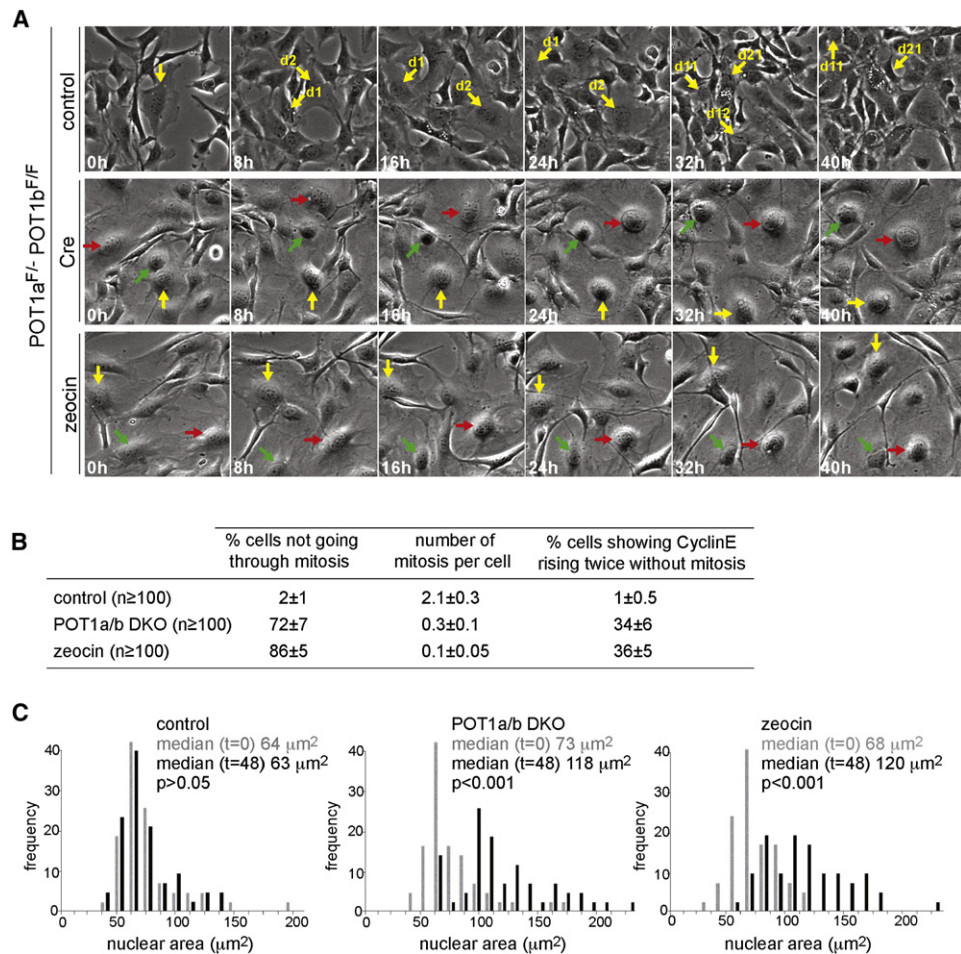 A
POT1a^F/- POT1b^F/F
control
0h
8h d2 d1
16h d1 d2
24h d1 d2
32h d11 d21 d12
40h d11 d21
Cre
0h
8h
16h
24h
32h
40h
zeocin
0h
8h
16h
24h
32h
40h
B
% cells not going through mitosis
number of mitosis per cell
% cells showing CyclinE rising twice without mitosis
control (n≥100) 2±1 2.1±0.3 1±0.5
POT1a/b DKO (n≥100) 72±7 0.3±0.1 34±6
zeocin (n≥100) 86±5 0.1±0.05 36±5
C
control
median (t=0) 64 μm²
median (t=48) 63 μm²
p>0.05
frequency
40
30
20
10
0
0 50 100 150 200
nuclear area (μm²)
POT1a/b DKO
median (t=0) 73 μm²
median (t=48) 118 μm²
p<0.001
frequency
40
30
20
10
0
0 50 100 150 200
nuclear area (μm²)
zeocin
median (t=0) 68 μm²
median (t=48) 120 μm²
p<0.001
frequency
40
30
20
10
0
0 50 100 150 200
nuclear area (μm²)